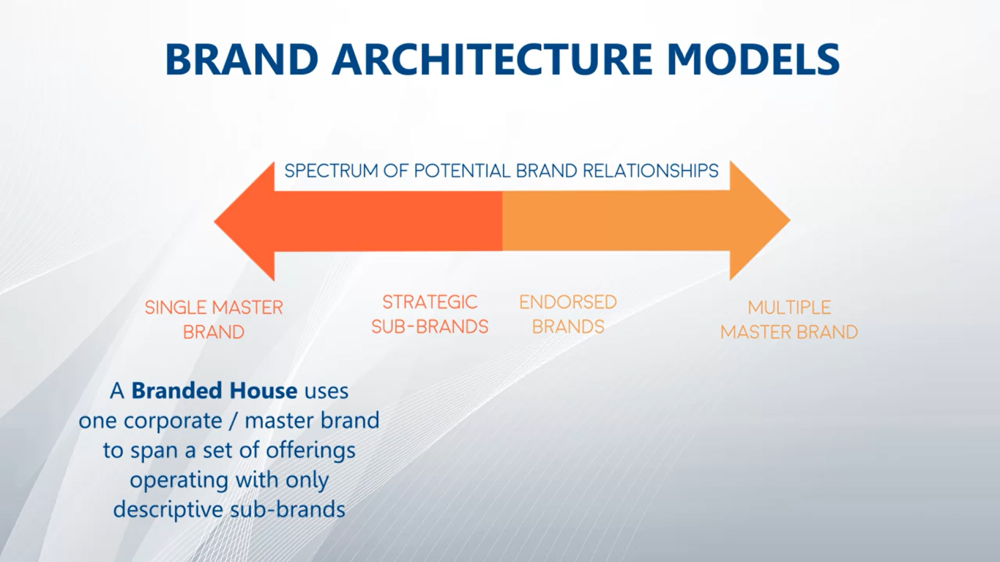 BRAND ARCHITECTURE MODELS
SPECTRUM OF POTENTIAL BRAND RELATIONSHIPS
SINGLE MASTER
BRAND
STRATEGIC
SUB-BRANDS
ENDORSED
BRANDS
MULTIPLE
MASTER BRAND
A Branded House uses
one corporate / master brand
to span a set of offerings
operating with only
descriptive sub-brands